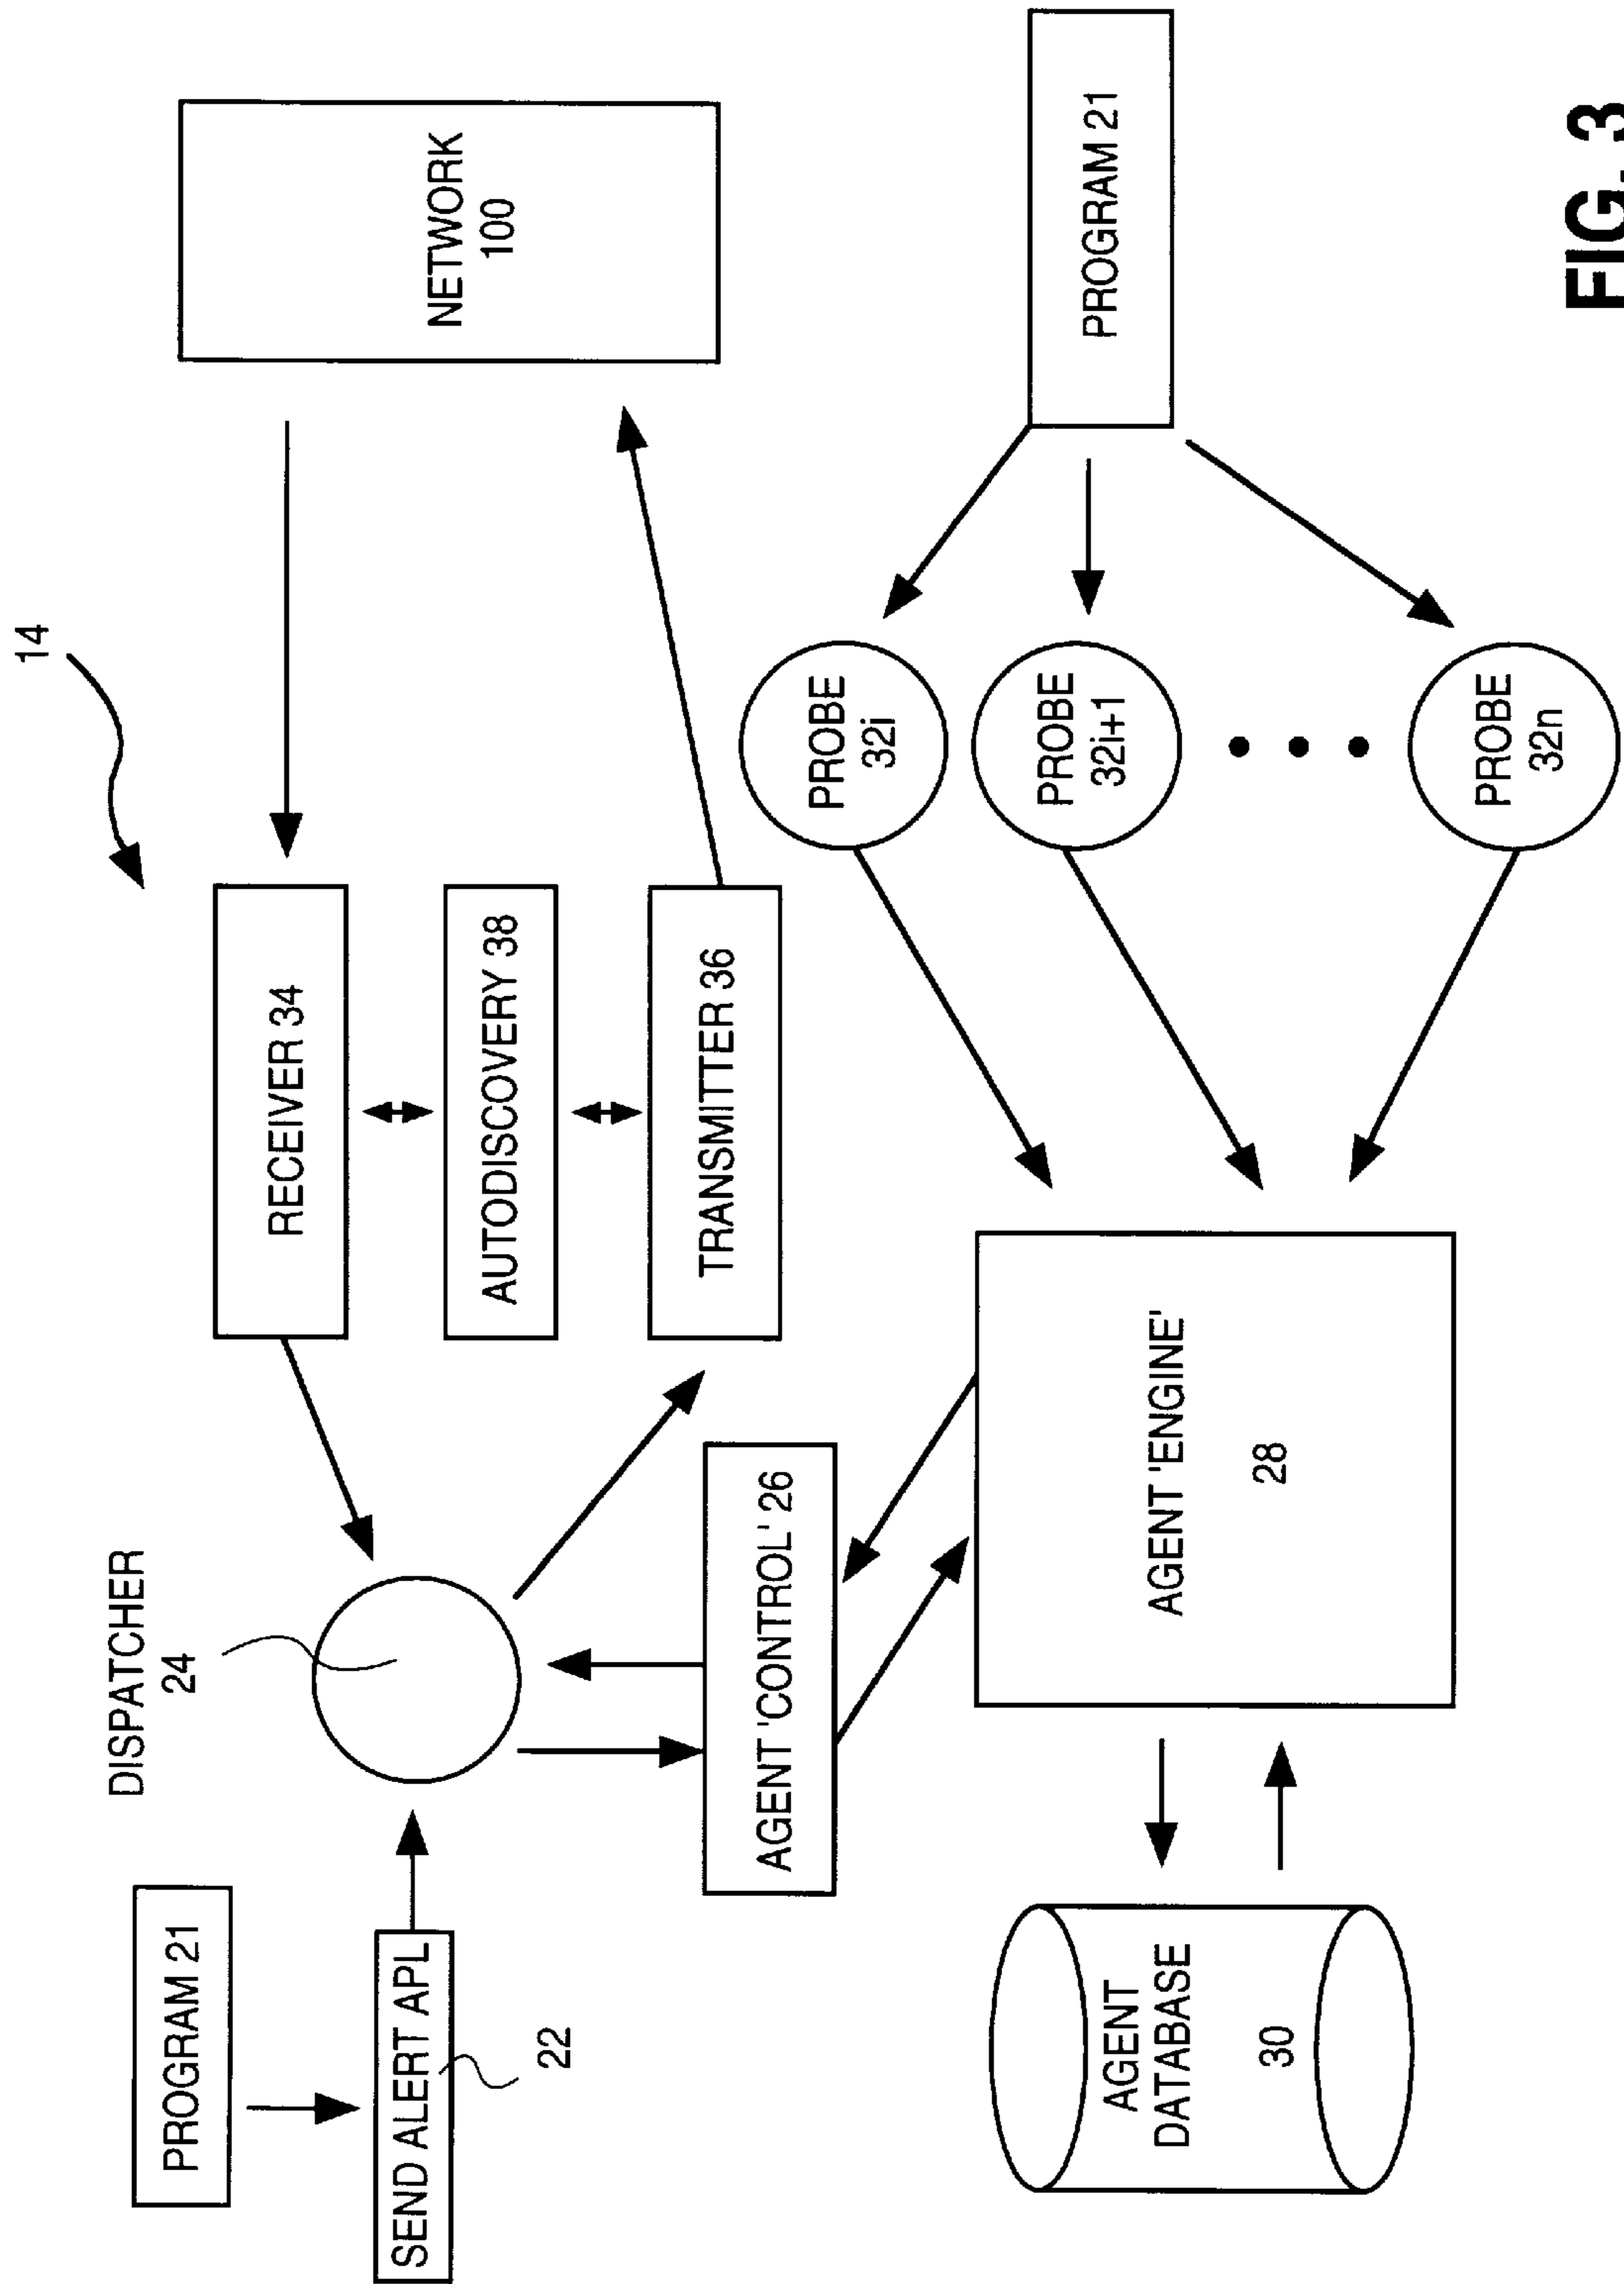 14
DISPATCHER
24
PROGRAM 21
SEND ALERT APL
22
RECEIVER 34
AUTODISCOVERY 38
TRANSMITTER 36
NETWORK
100
AGENT 'CONTROL' 26
AGENT 'ENGINE'
28
AGENT
DATABASE
30
PROBE
32i
PROBE
32i+1
PROBE
32n
PROGRAM 21
FIG. 3